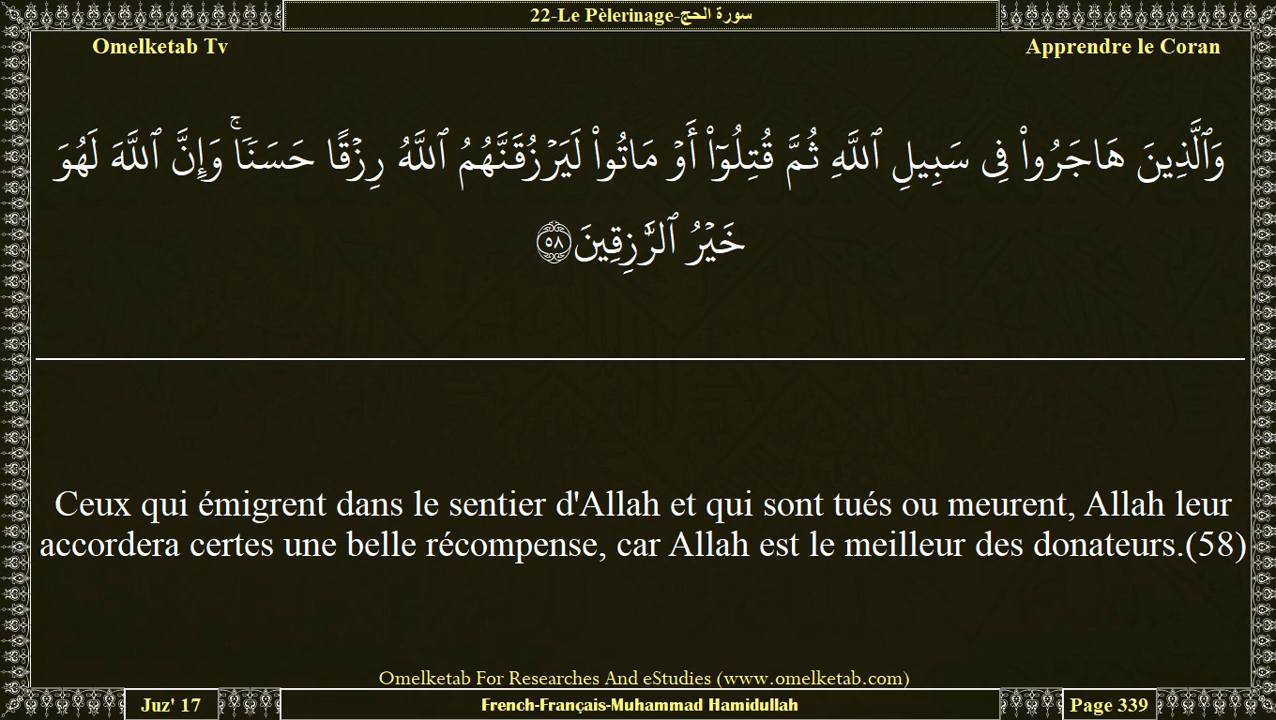 22-Le Pèlerinage-سورة الحج
Omelketab Tv
Apprendre le Coran
وَٱلَّذِينَ هَاجَرُوا۟ فِى سَبِيلِ ٱللَّهِ ثُمَّ قُتِلُوٓا۟ أَوْ مَاتُوا۟ لَيَرْزُقَنَّهُمُ ٱللَّهُ رِزْقًا حَسَنًۭا ۚ وَإِنَّ ٱللَّهَ لَهُوَ
خَيْرُ ٱلرَّٰزِقِينَ ٥٨
Ceux qui émigrent dans le sentier d'Allah et qui sont tués ou meurent, Allah leur
accordera certes une belle récompense, car Allah est le meilleur des donateurs.(58)
Omelketab For Researches And eStudies (www.omelketab.com)
Juz' 17
French-Français-Muhammad Hamidullah
Page 339